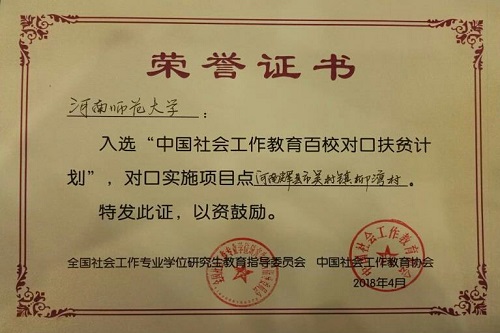 荣誉证书
河南师范大学：
入选“中国社会工作教育百校对口扶贫计
划”，对口实施项目点河南辉县市吴村镇柳湾村。
特发此证，以资鼓励。
全国社会工作专业学位研究生教育指导委员会 中国社会工作教育协会
2018年4月